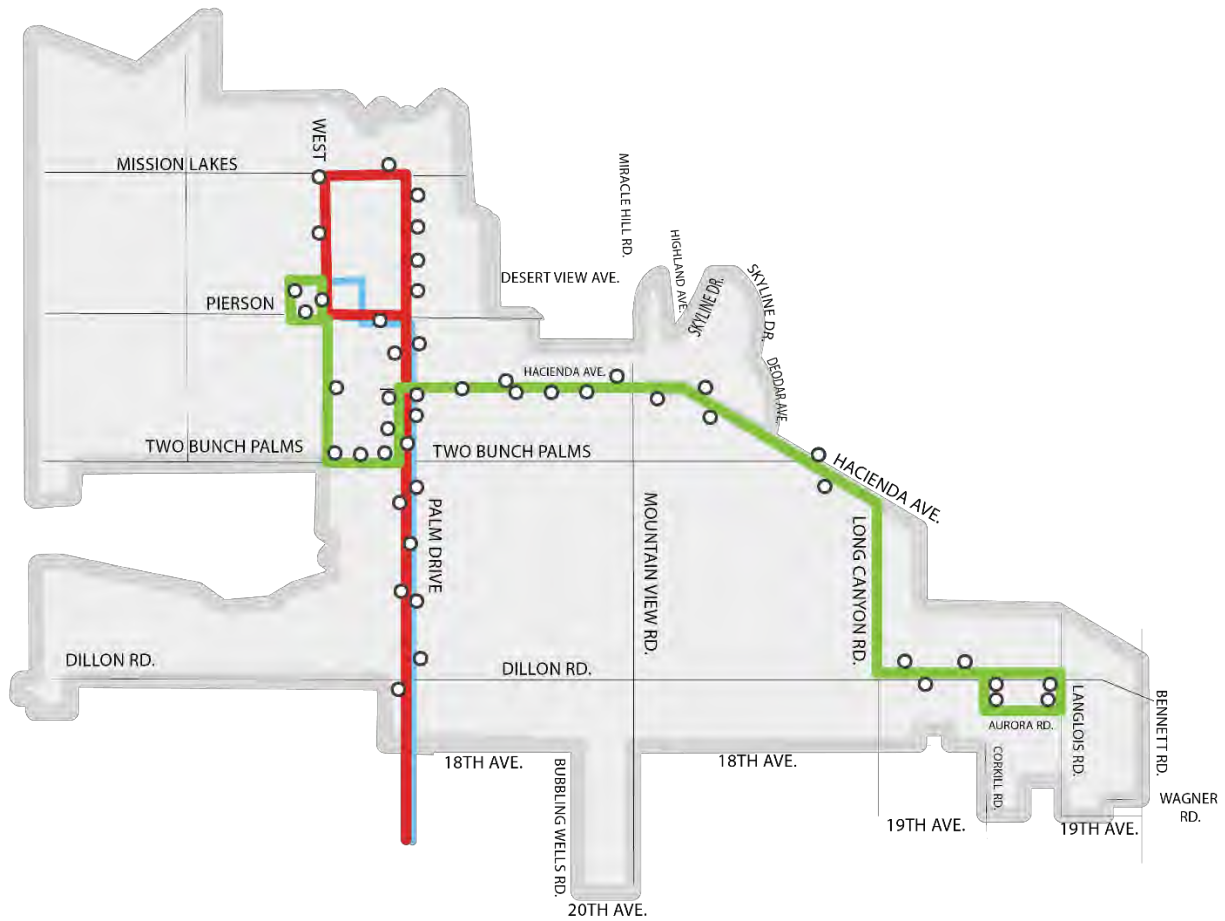 WEST
MISSION LAKES
MIRACLE HILL RD.
HIGHLAND AVE.
SKYLINE DR.
SKYLINE DR.
DESERT VIEW AVE.
PIERSON
DEODAR AVE.
HACIENDA AVE.
TWO BUNCH PALMS
TWO BUNCH PALMS
HACIENDA AVE.
PALM DRIVE
MOUNTAIN VIEW RD.
LONG CANYON RD.
DILLON RD.
DILLON RD.
LANGLOIS RD.
BENNETT RD.
AURORA RD.
18TH AVE.
BUBBLING WELLS RD.
18TH AVE.
CORKILL RD.
WAGNER
RD.
19TH AVE.
19TH AVE.
20TH AVE.